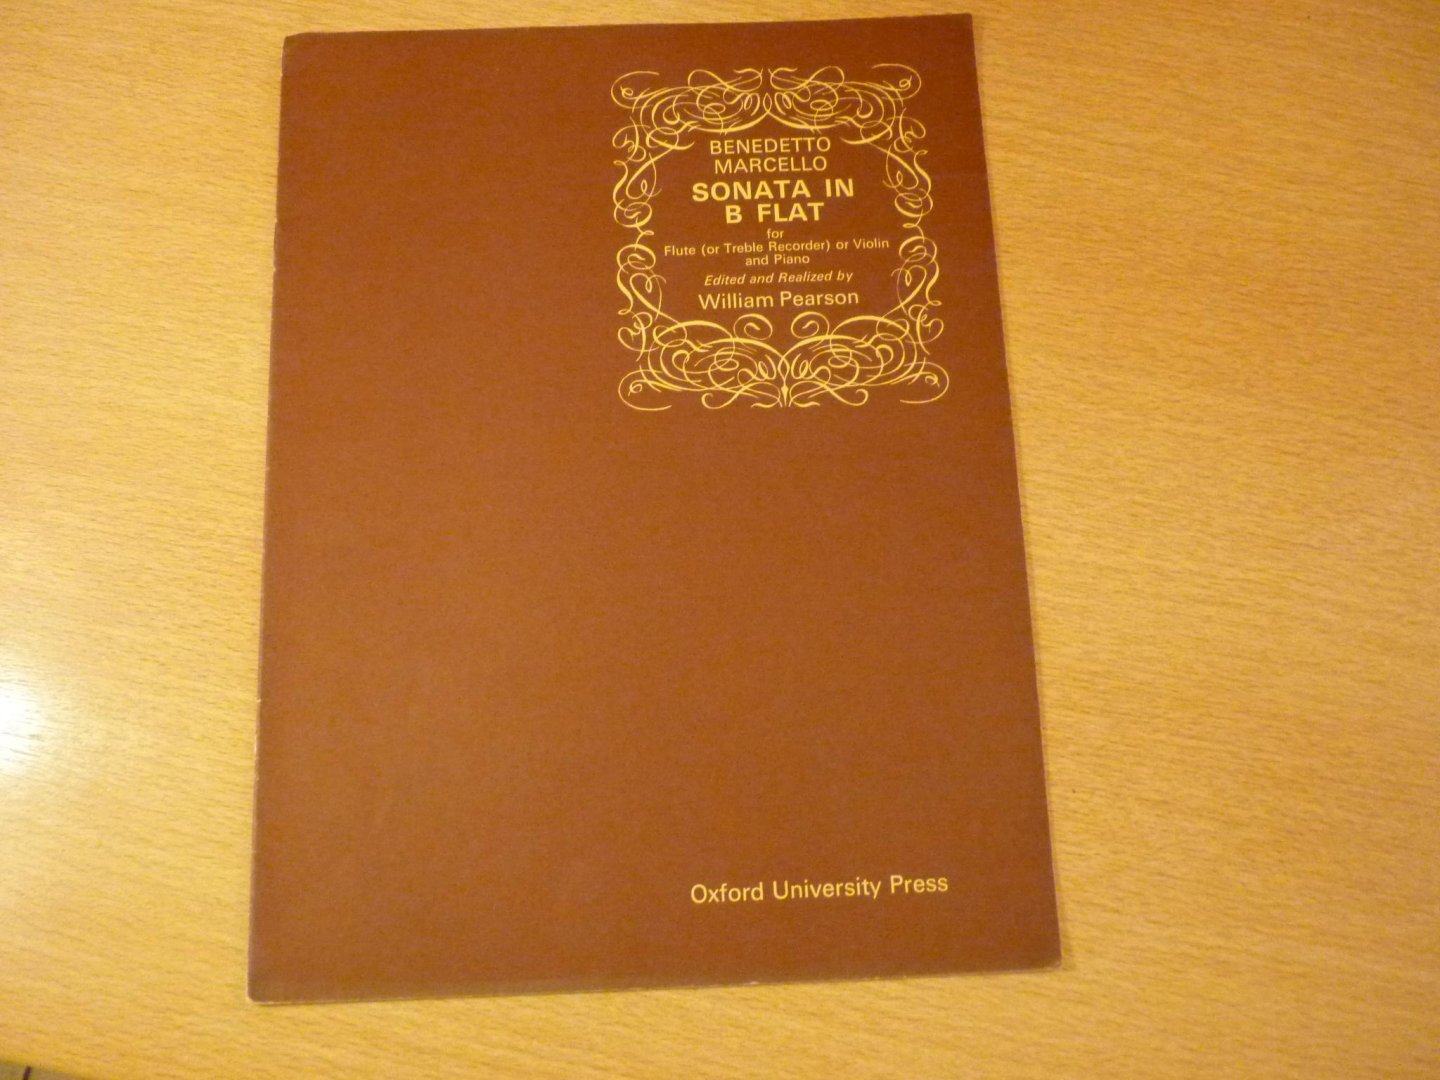 BENEDETTO
MARCELLO
SONATA IN
B FLAT
for
Flute (or Treble Recorder) or Violin
and Piano
Edited and Realized by
William Pearson
Oxford University Press